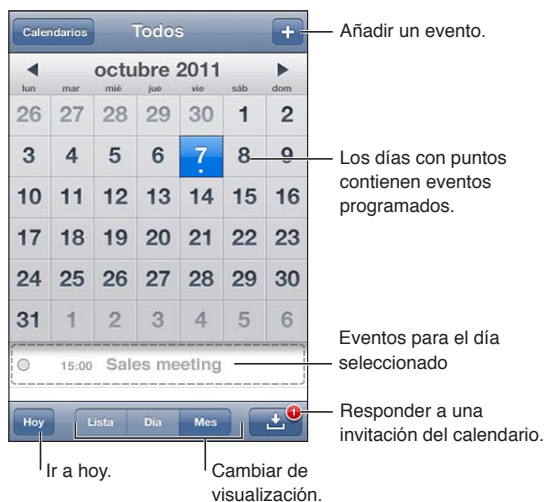 Calendarios Todos +
Añadir un evento.
octubre 2011
lun mar mié jue vie sáb dom
26 27 28 29 30 1 2
3 4 5 6 7 8 9
Los días con puntos
contienen eventos
programados.
10 11 12 13 14 15 16
17 18 19 20 21 22 23
24 25 26 27 28 29 30
31 1 2 3 4 5 6
Eventos para el día
seleccionado
15:00 Sales meeting
Hoy Lista Día Mes 1
Responder a una
invitación del calendario.
Ir a hoy.
Cambiar de
visualización.